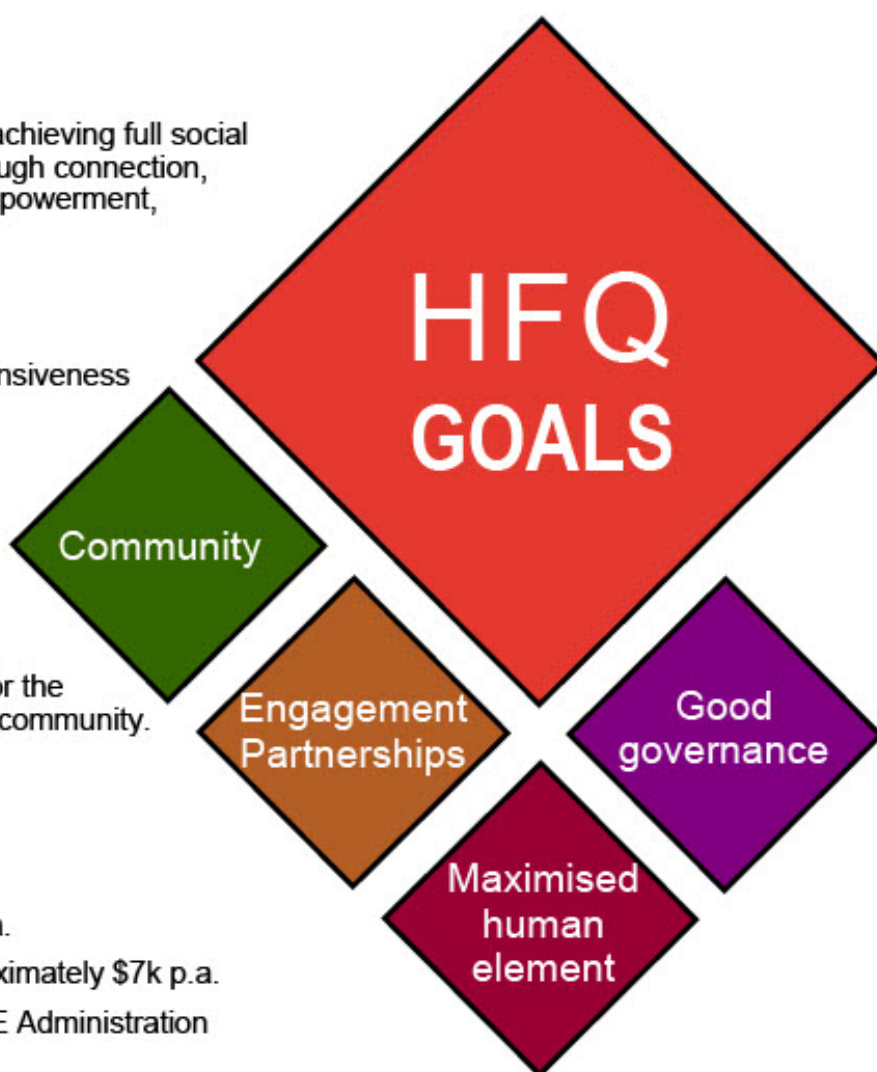 achieving full social
ugh connection,
powerment,
HFQ
GOALS
nsiveness
Community
or the
community.
Engagement
Partnerships
Good
governance
Maximised
human
element
ximately $7k p.a.
E Administration